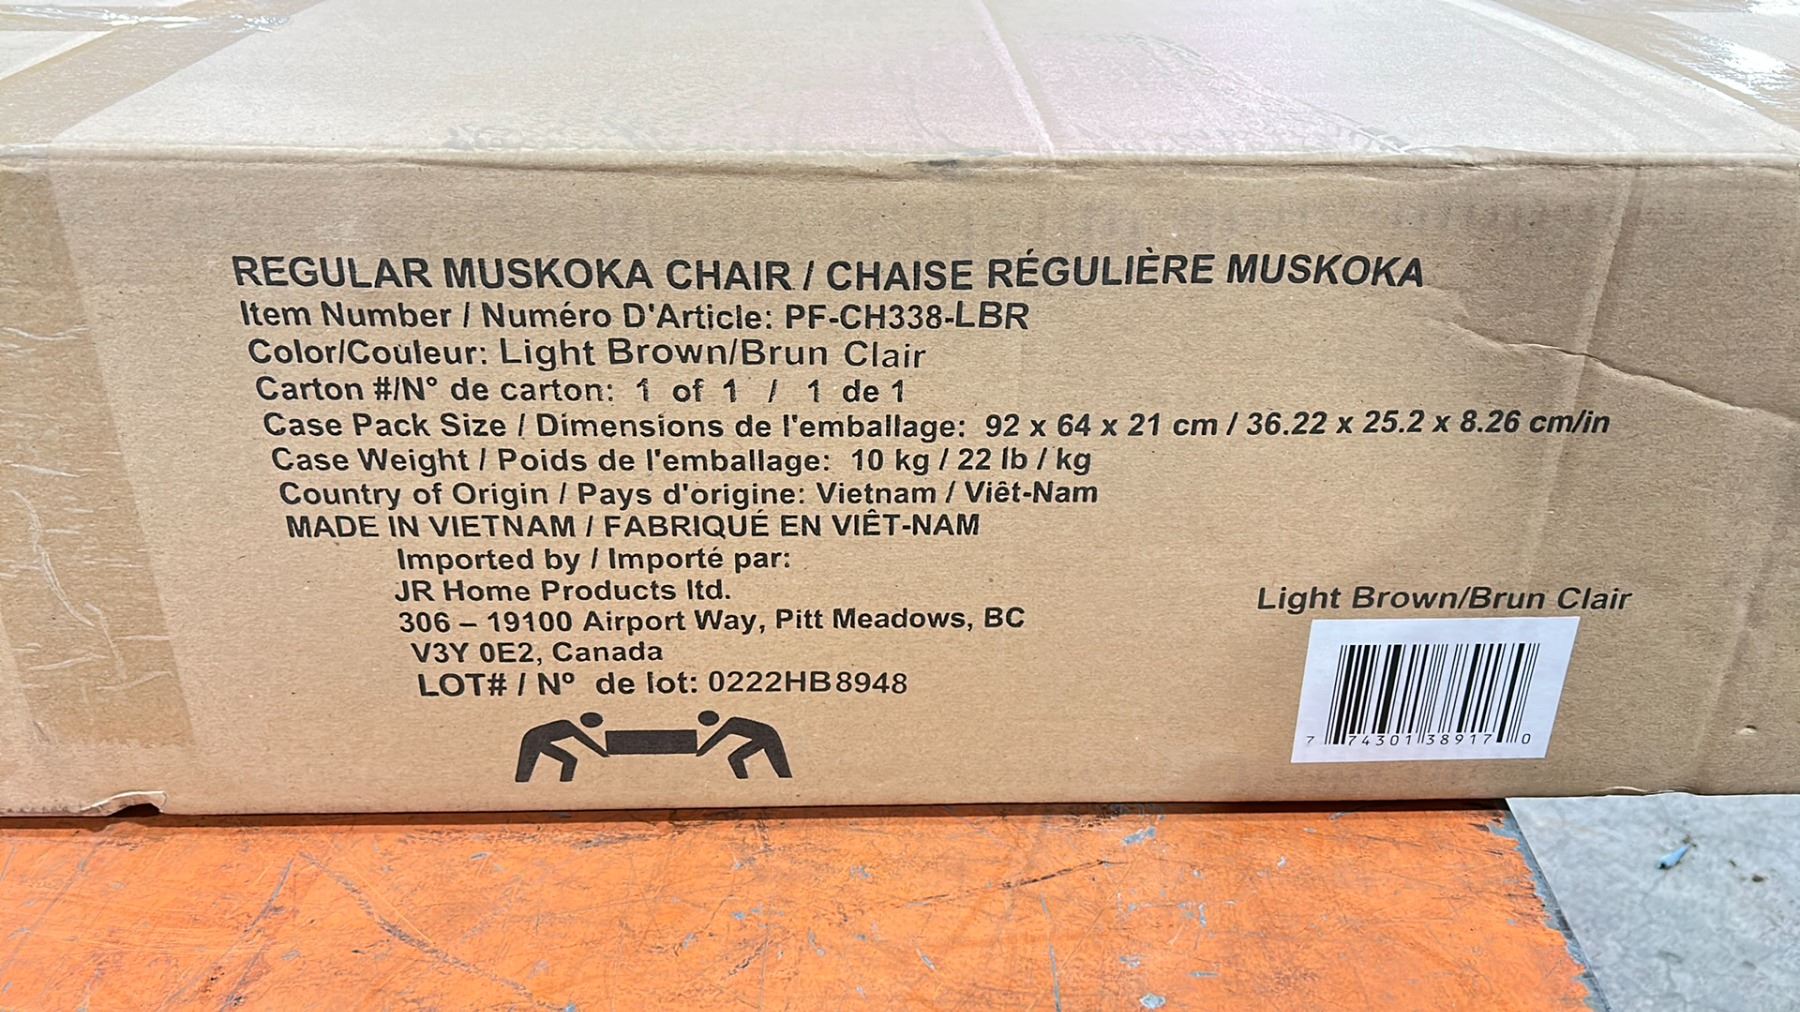 REGULAR MUSKOKA CHAIR / CHAISE RÉGULIÈRE MUSKOKA
Item Number / Numéro D'Article: PF-CH338-LBR
Color/Couleur: Light Brown/Brun Clair
Carton #/N° de carton: 1 of 1 / 1 de 1
Case Pack Size / Dimensions de l'emballage: 92 x 64 x 21 cm / 36.22 x 25.2 x 8.26 cm/in
Case Weight / Poids de l'emballage: 10 kg / 22 lb / kg
Country of Origin / Pays d'origine: Vietnam / Viêt-Nam
MADE IN VIETNAM / FABRIQUÉ EN VIÊT-NAM
Imported by / Importé par:
JR Home Products ltd.
306 – 19100 Airport Way, Pitt Meadows, BC
V3Y 0E2, Canada
LOT# / Nº de lot: 0222HB8948
Light Brown/Brun Clair
7 74301 38917 0